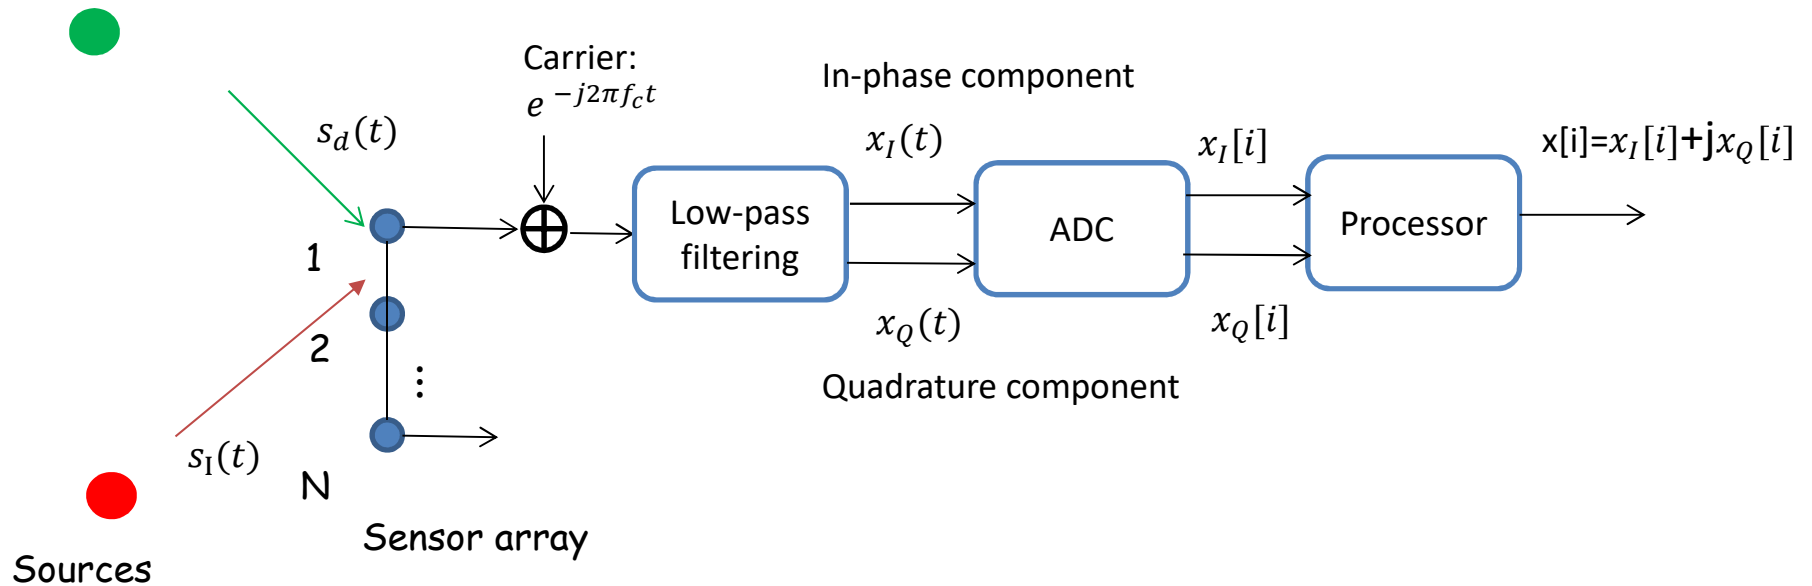 Carrier:
e^{-j2πf_c t}
In-phase component
s_d(t)
x_I(t)
x_I[i]
x[i]=x_I[i]+jx_Q[i]
Low-pass
filtering
ADC
Processor
1
2
⋮
x_Q(t)
x_Q[i]
Quadrature component
s_I(t)
N
Sensor array
Sources